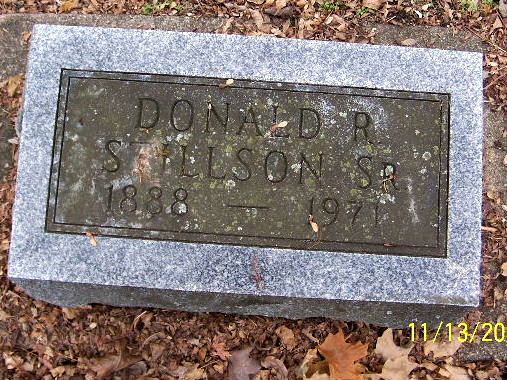 DONALD R.
STILLSON SR
1888 — 1971
11/13/20